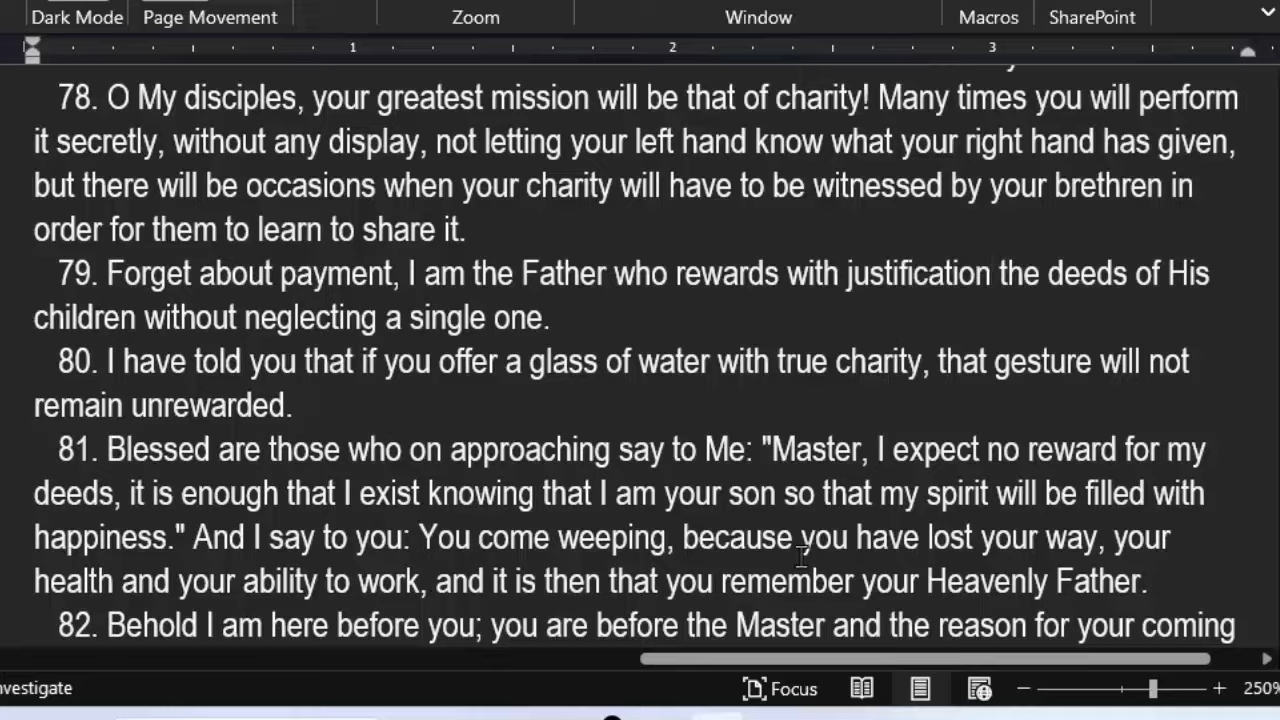 Dark Mode Page Movement Zoom Window Macros SharePoint
1 2 3
78. O My disciples, your greatest mission will be that of charity! Many times you will perform
it secretly, without any display, not letting your left hand know what your right hand has given,
but there will be occasions when your charity will have to be witnessed by your brethren in
order for them to learn to share it.
79. Forget about payment, I am the Father who rewards with justification the deeds of His
children without neglecting a single one.
80. I have told you that if you offer a glass of water with true charity, that gesture will not
remain unrewarded.
81. Blessed are those who on approaching say to Me: "Master, I expect no reward for my
deeds, it is enough that I exist knowing that I am your son so that my spirit will be filled with
happiness." And I say to you: You come weeping, because you have lost your way, your
health and your ability to work, and it is then that you remember your Heavenly Father.
82. Behold I am here before you; you are before the Master and the reason for your coming
nvestigate Focus 250%